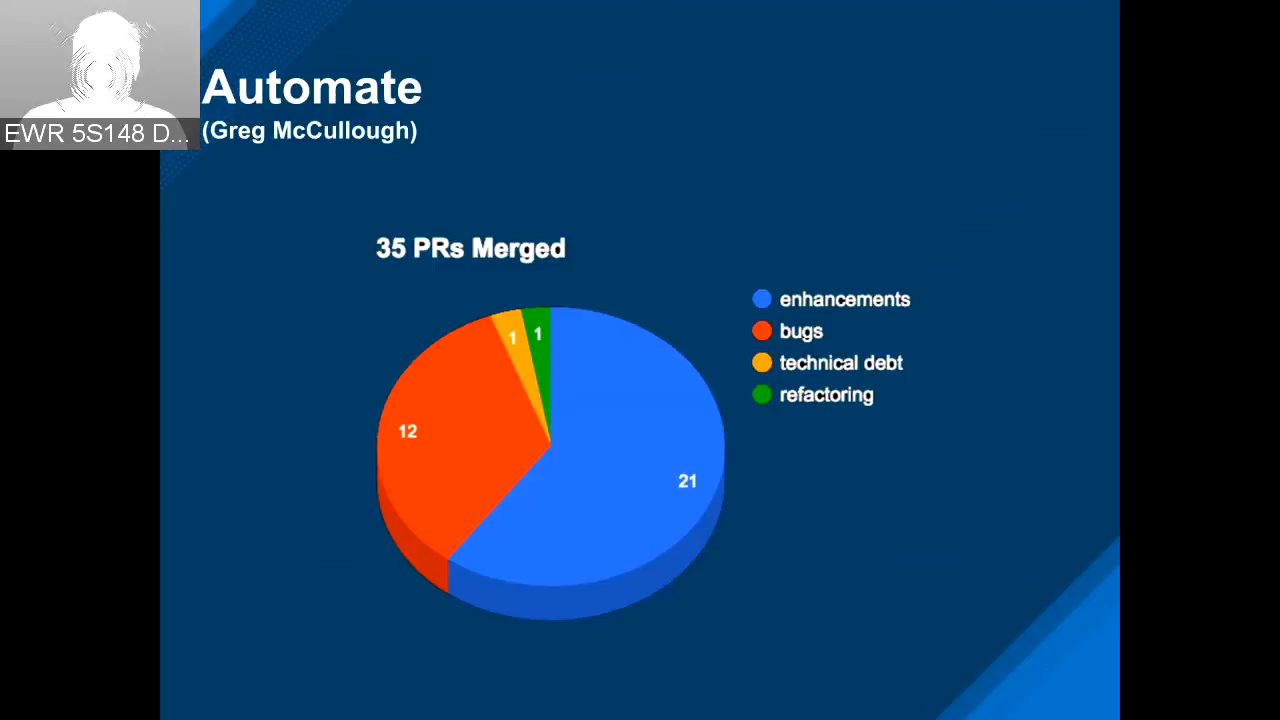 EWR 5S148 D...
Automate
(Greg McCullough)
35 PRs Merged
enhancements
bugs
technical debt
refactoring
1
1
12
21